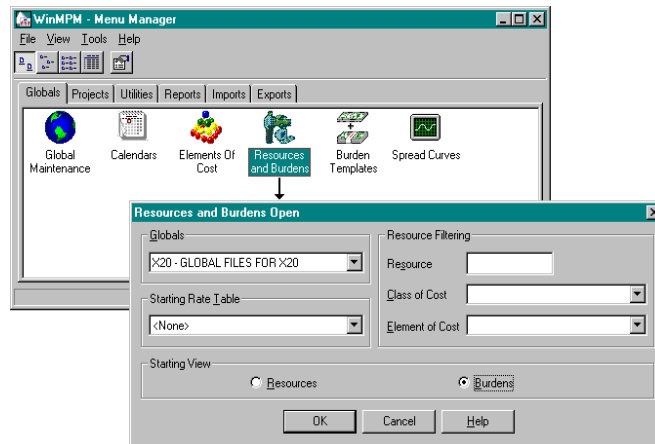 WinMPM - Menu Manager
File View Tools Help
Globals Projects Utilities Reports Imports Exports
Global Maintenance
Calendars
Elements Of Cost
Resources and Burdens
Burden Templates
Spread Curves
Resources and Burdens Open
Globals
X20 - GLOBAL FILES FOR X20
Starting Rate Table
<None>
Resource Filtering
Resource
Class of Cost
Element of Cost
Starting View
Resources Burdens
OK Cancel Help